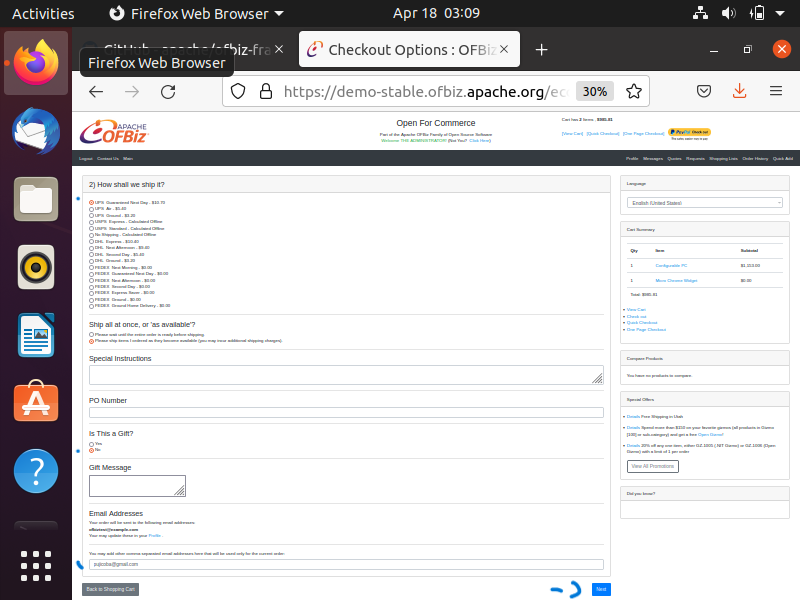 Activities
Firefox Web Browser
Apr 18 03:09
GitHub - apache/ofbiz-fra
Checkout Options : OFBiz
Firefox Web Browser
https://demo-stable.ofbiz.apache.org/ec
30%
APACHE OFBiz
Open For Commerce
Part of the Apache OFBiz Family of Open Source Software
Welcome THE ADMINISTRATOR! (Not You? Click Here)
Cart has 2 items , $985.81
[View Cart] [Quick Checkout] [One Page Checkout]
PayPal Check out
Logout Contact Us Main
Profile Messages Quotes Requests Shopping Lists Order History Quick Add
2) How shall we ship it?
UPS Guaranteed Next Day - $10.70
UPS Air - $5.40
UPS Ground - $3.20
USPS Express - Calculated Offline
USPS Standard - Calculated Offline
No Shipping - Calculated Offline
DHL Express - $10.40
DHL Next Afternoon - $9.40
DHL Second Day - $5.40
DHL Ground - $3.20
FEDEX Next Morning - $0.00
FEDEX Guaranteed Next Day - $0.00
FEDEX Next Afternoon - $0.00
FEDEX Second Day - $0.00
FEDEX Express Saver - $0.00
FEDEX Ground - $0.00
FEDEX Ground Home Delivery - $0.00
Ship all at once, or 'as available'?
Please wait until the entire order is ready before shipping.
Please ship items I ordered as they become available (you may incur additional shipping charges).
Special Instructions
PO Number
Is This a Gift?
Yes
No
Gift Message
Email Addresses
Your order will be sent to the following email addresses:
ofbiztest@example.com
You may update these in your Profile .
You may add other comma separated email addresses here that will be used only for the current order:
pujooba@gmail.com
Back to Shopping Cart
Next
Language
English (United States)
Cart Summary
Qty Item Subtotal
1 Configurable PC
1 Micro Chrome Widget
Total: $985.81
View Cart
Check out
Quick Checkout
One Page Checkout
Compare Products
You have no products to compare.
Special Offers
Details Free Shipping in Utah
Details Spend more than $150 on your favorite gizmos (all products in Gizmo
[100] or sub-category) and get a free Open Gizmo!
Details 20% off any one item, either GZ-1005 (.NIT Gizmo) or GZ-1006 (Open
Gizmo) with a limit of 1 per order
View All Promotions
Did you know?